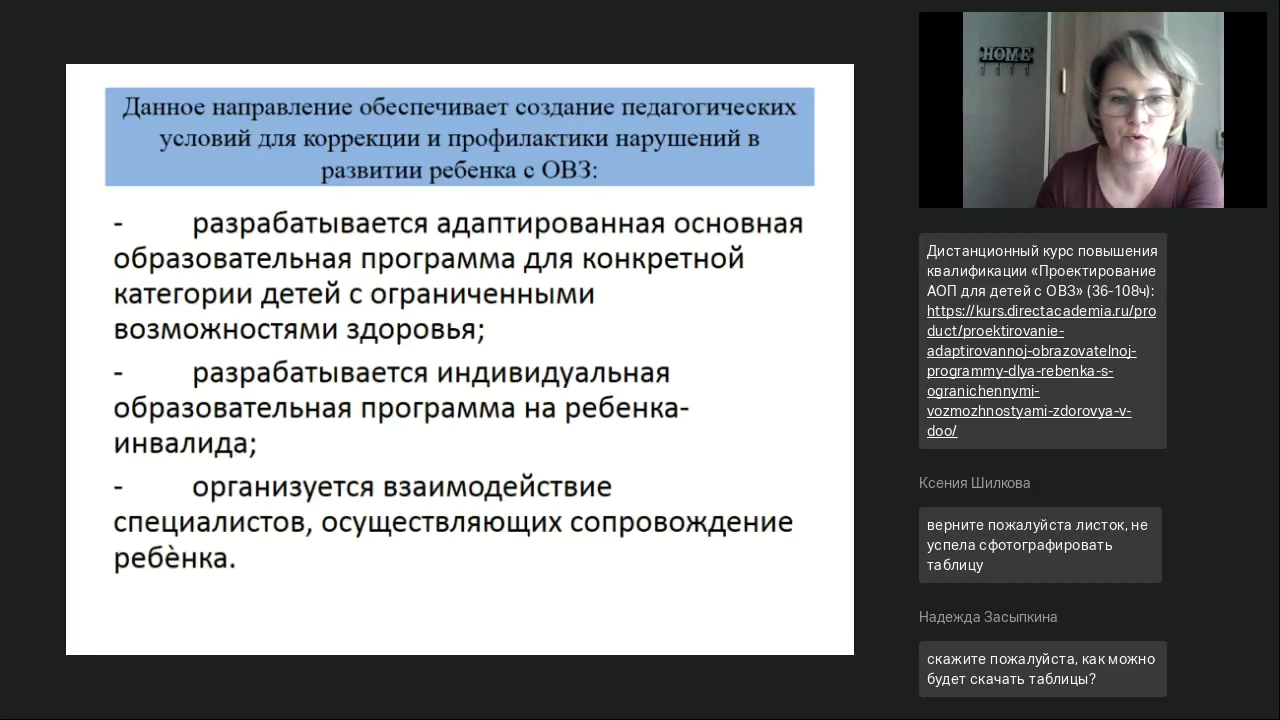 Данное направление обеспечивает создание педагогических
условий для коррекции и профилактики нарушений в
развитии ребенка с ОВЗ:
- разрабатывается адаптированная основная
образовательная программа для конкретной
категории детей с ограниченными
возможностями здоровья;
- разрабатывается индивидуальная
образовательная программа на ребенка-
инвалида;
- организуется взаимодействие
специалистов, осуществляющих сопровождение
ребѐнка.
HOME
Дистанционный курс повышения
квалификации «Проектирование
АОП для детей с ОВЗ» (36-108ч):
https://kurs.directacademia.ru/pro
duct/proektirovanie-
adaptirovannoj-obrazovatelnoj-
programmy-dlya-rebenka-s-
ogranichennymi-
vozmozhnostyami-zdorovya-v-
doo/
Ксения Шилкова
верните пожалуйста листок, не
успела сфотографировать
таблицу
Надежда Засыпкина
скажите пожалуйста, как можно
будет скачать таблицы?